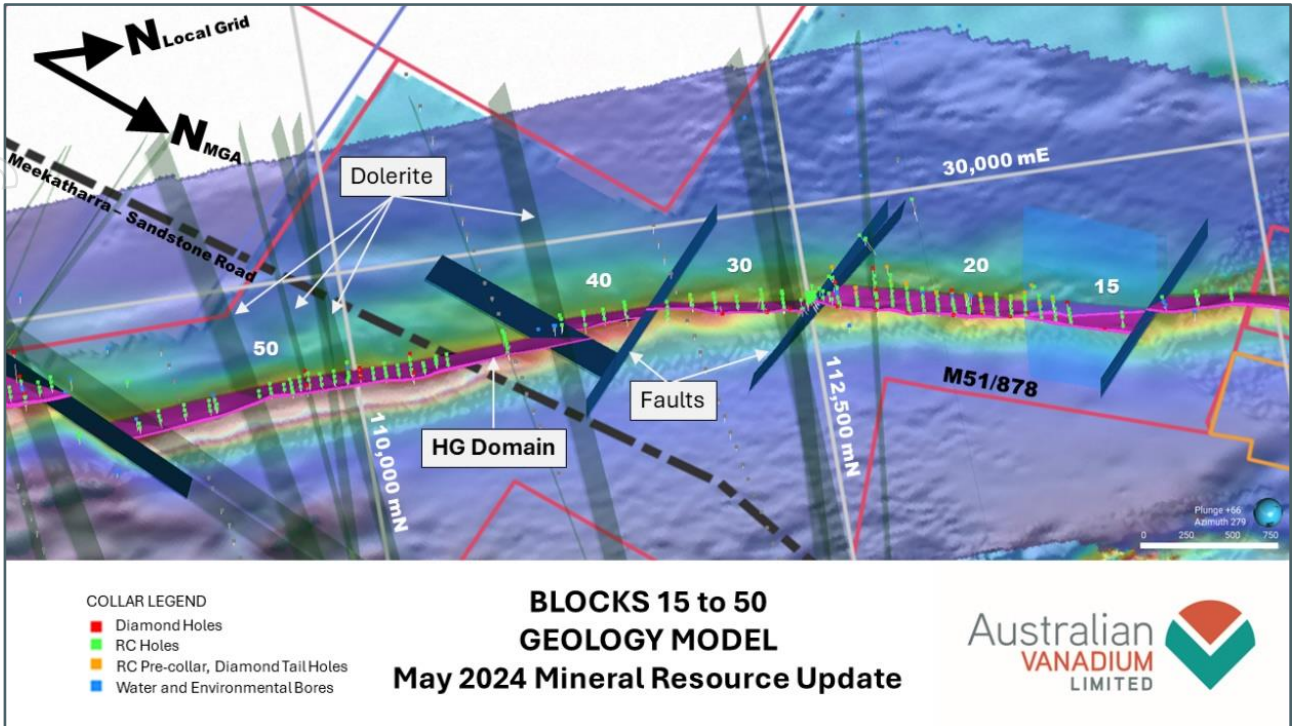 N Local Grid
N MGA
Meekatharra – Sandstone Road
Dolerite
30,000 mE
50
40
30
20
15
Faults
HG Domain
M51/878
110,000 mN
112,500 mN
Plunge +66
Azimuth 279
0 250 500 750
COLLAR LEGEND
Diamond Holes
RC Holes
RC Pre-collar, Diamond Tail Holes
Water and Environmental Bores
BLOCKS 15 to 50
GEOLOGY MODEL
May 2024 Mineral Resource Update
Australian
VANADIUM
LIMITED